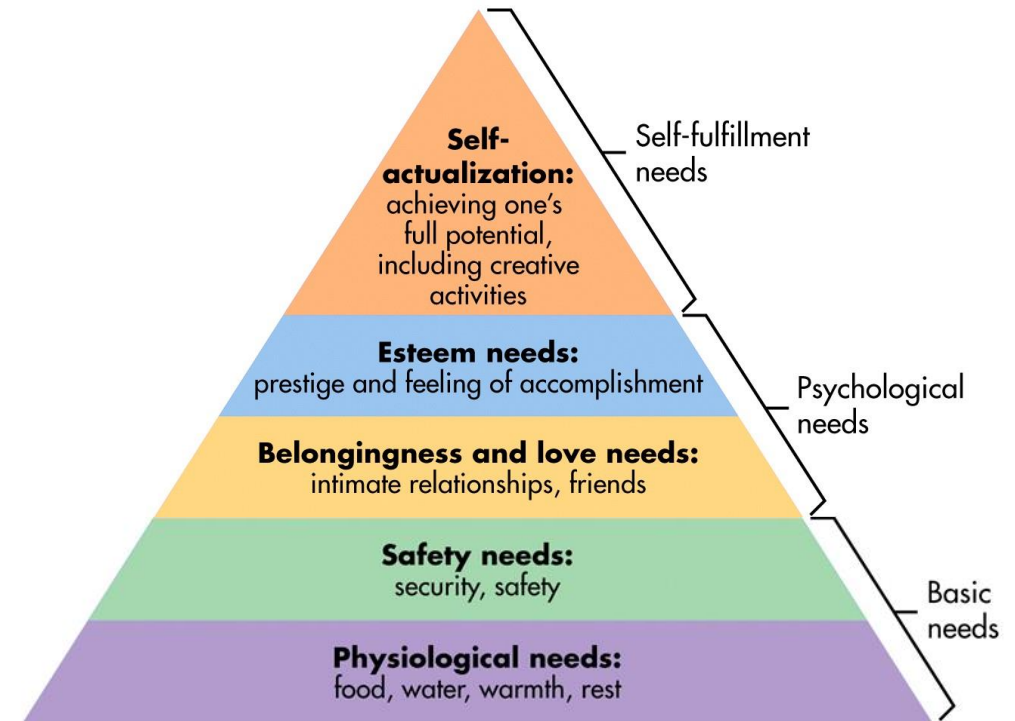 Self-
actualization:
achieving one's
full potential,
including creative
activities
Self-fulfillment
needs
Esteem needs:
prestige and feeling of accomplishment
Psychological
needs
Belongingness and love needs:
intimate relationships, friends
Safety needs:
security, safety
Basic
needs
Physiological needs:
food, water, warmth, rest